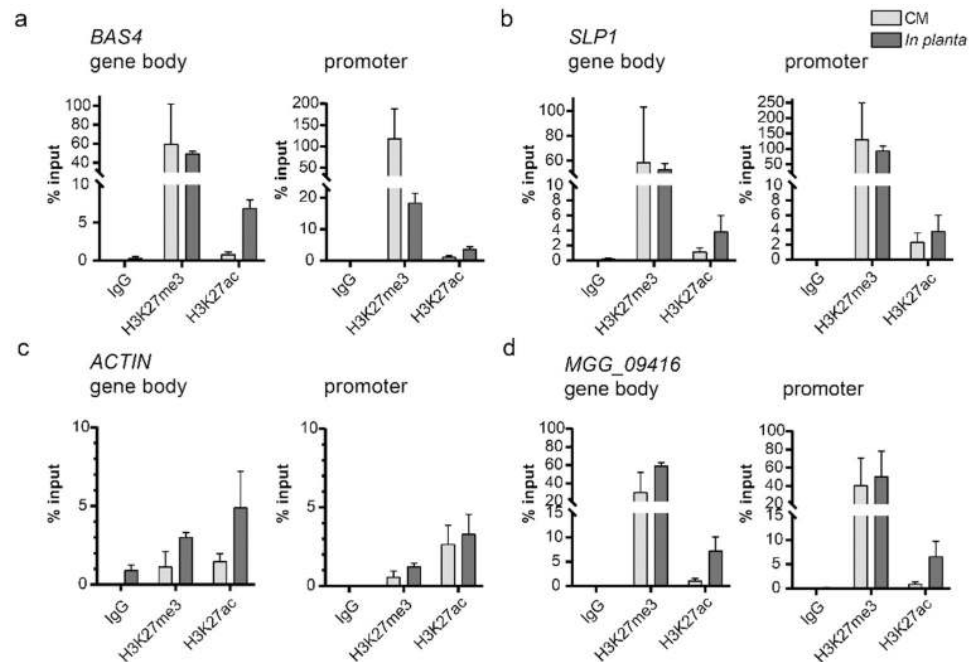 a
BAS4
gene body
promoter
% input
100
80
60
40
10
5
0
IgG
H3K27me3
H3K27ac
200
150
100
50
20
10
0
IgG
H3K27me3
H3K27ac
b
SLP1
gene body
promoter
CM
In planta
% input
100
80
60
10
8
6
4
2
0
IgG
H3K27me3
H3K27ac
% input
250
200
150
100
50
10
8
6
4
2
0
IgG
H3K27me3
H3K27ac
c
ACTIN
gene body
promoter
% input
10
5
0
IgG
H3K27me3
H3K27ac
% input
10
5
0
IgG
H3K27me3
H3K27ac
d
MGG_09416
gene body
promoter
% input
100
80
60
40
20
15
10
5
0
IgG
H3K27me3
H3K27ac
% input
100
80
60
40
20
15
10
5
0
IgG
H3K27me3
H3K27ac